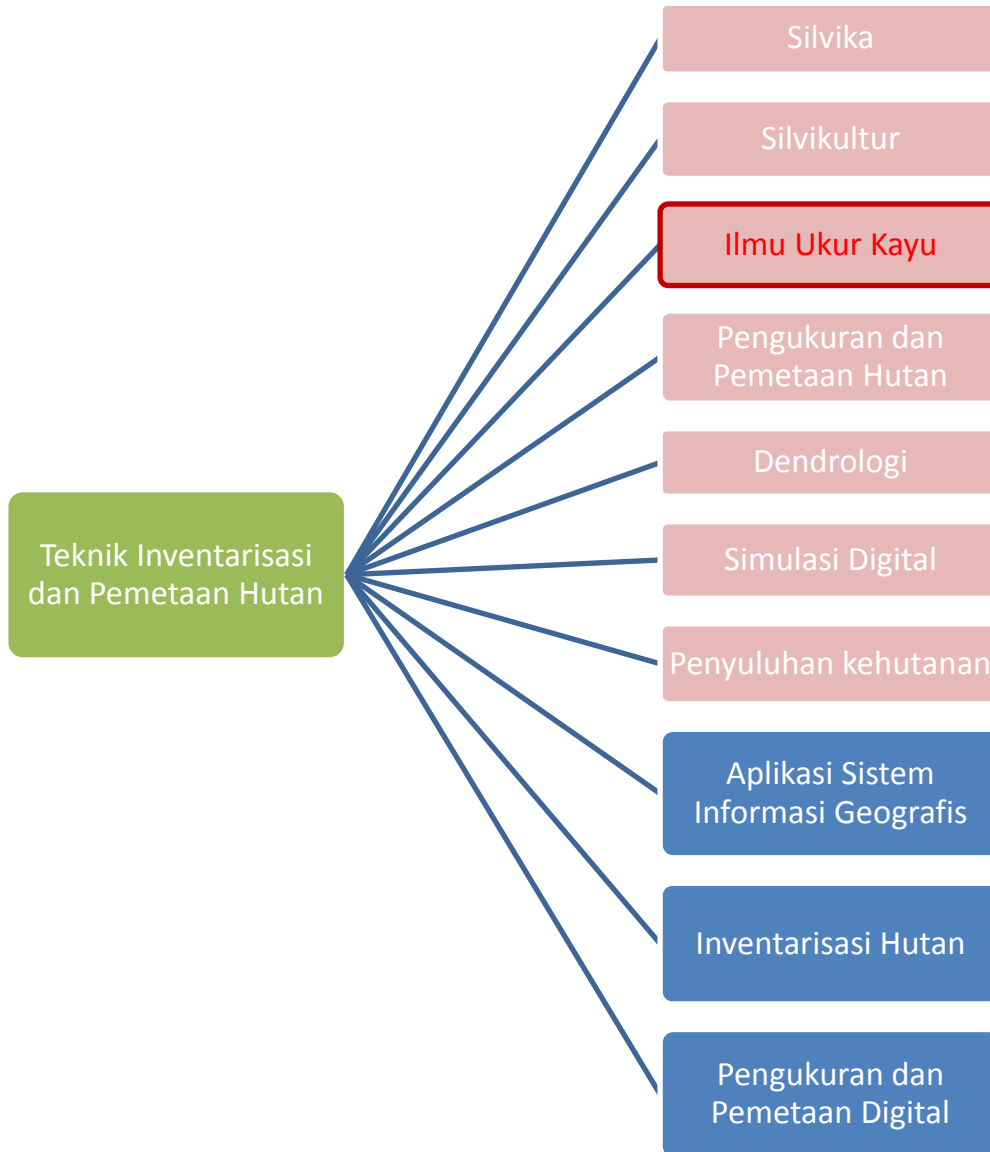 Silvika
Silvikultur
Ilmu Ukur Kayu
Pengukuran dan
Pemetaan Hutan
Dendrologi
Teknik Inventarisasi
dan Pemetaan Hutan
Simulasi Digital
Penyuluhan kehutanan
Aplikasi Sistem
Informasi Geografis
Inventarisasi Hutan
Pengukuran dan
Pemetaan Digital